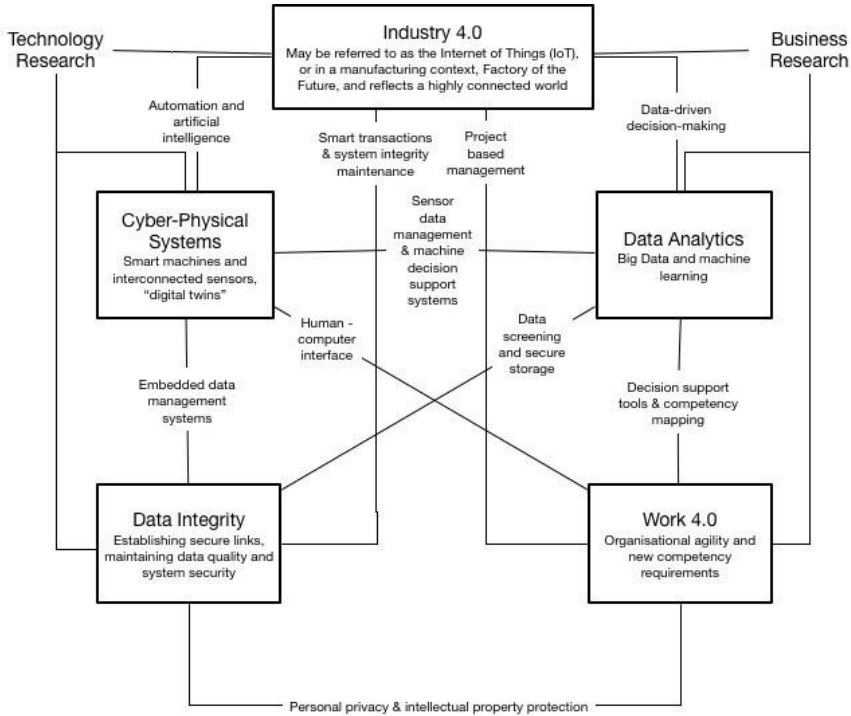 Technology
Research
Industry 4.0
May be referred to as the Internet of Things (IoT),
or in a manufacturing context, Factory of the
Future, and reflects a highly connected world
Business
Research
Automation and
artificial
intelligence
Smart transactions
& system integrity
maintenance
Project
based
management
Data-driven
decision-making
Cyber-Physical
Systems
Smart machines and
interconnected sensors,
“digital twins”
Sensor
data
management
& machine
decision
support
systems
Data Analytics
Big Data and machine
learning
Human -
computer
interface
Data
screening
and secure
storage
Embedded data
management
systems
Decision support
tools & competency
mapping
Data Integrity
Establishing secure links,
maintaining data quality and
system security
Work 4.0
Organisational agility and
new competency
requirements
Personal privacy & intellectual property protection